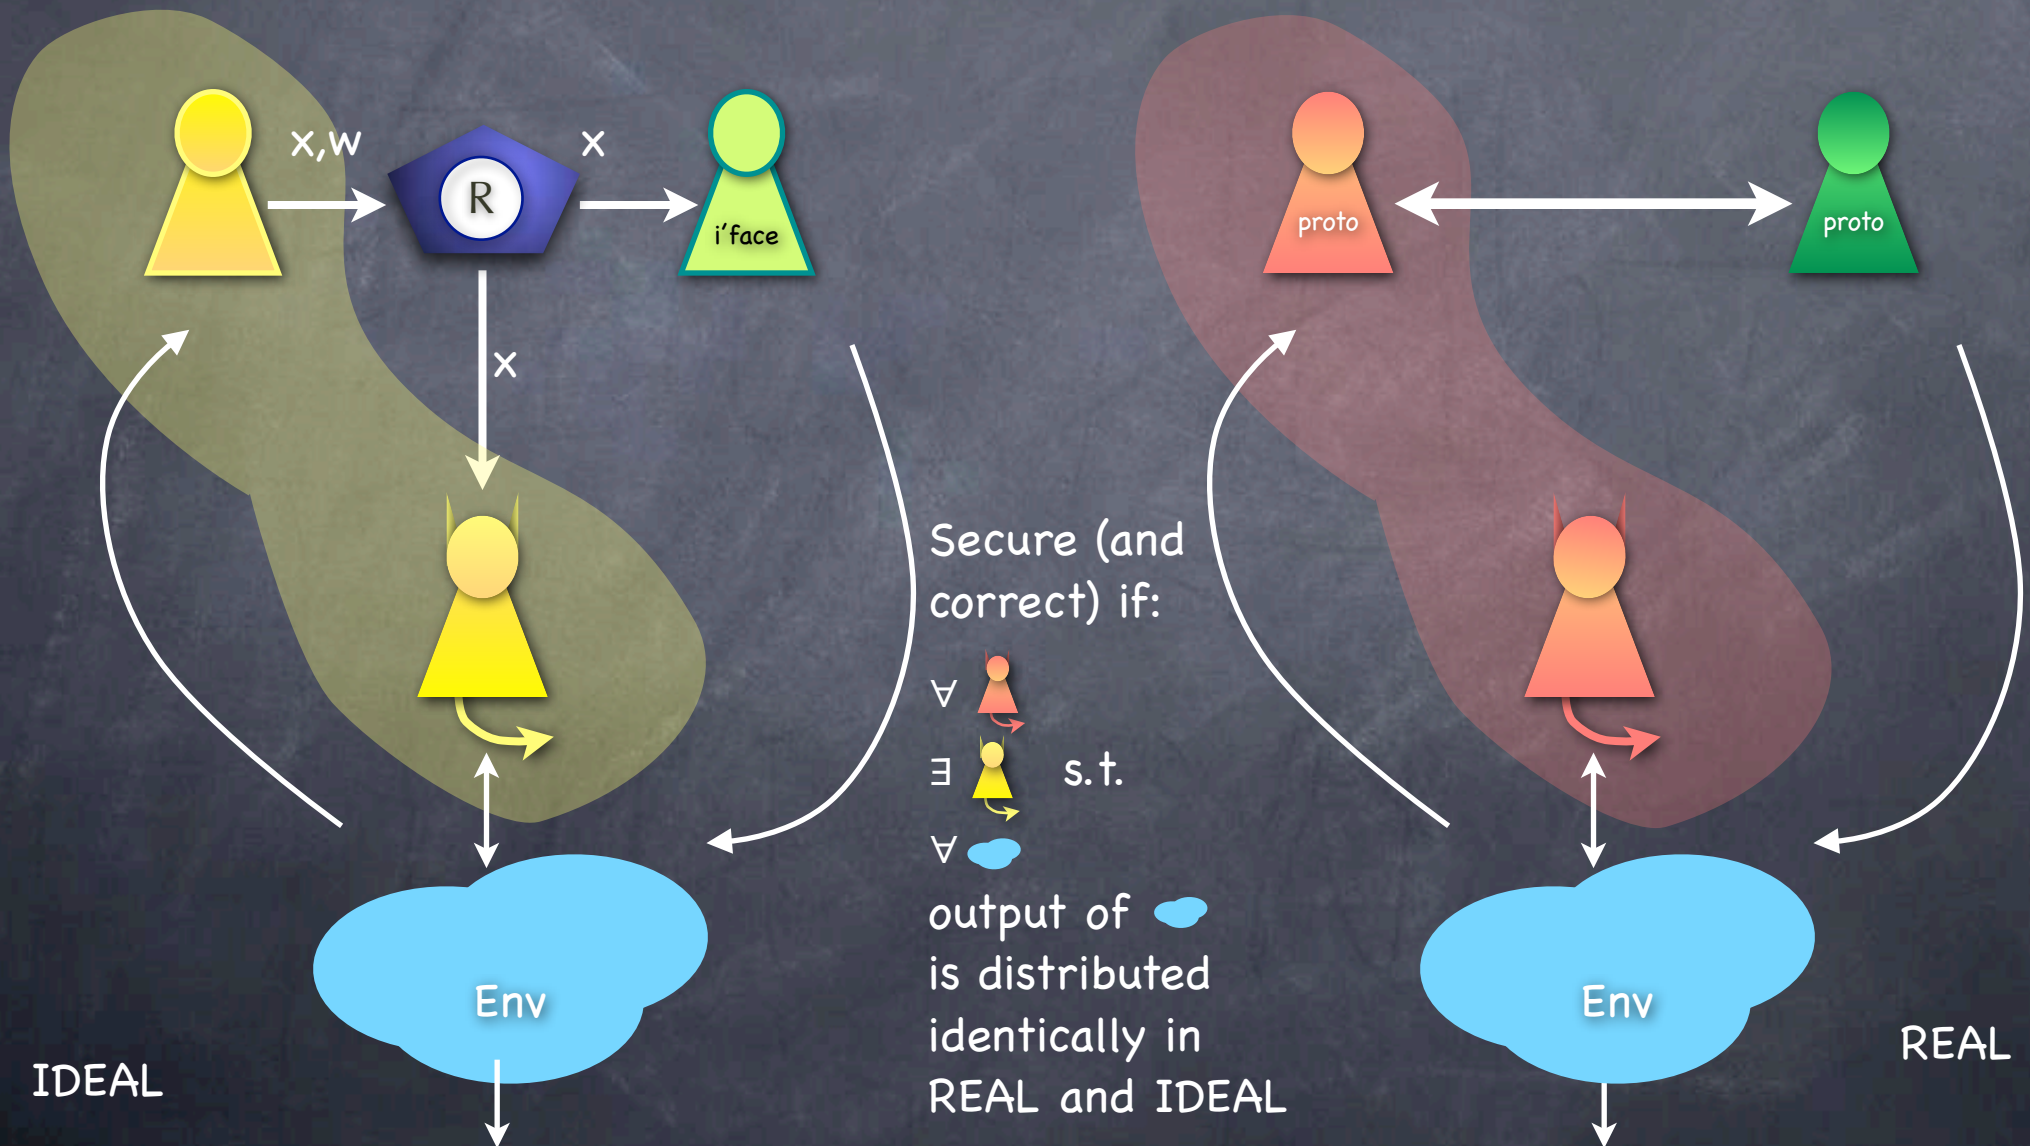 x,w
R
x
i'face
x
proto
proto
Secure (and
correct) if:
∀
∃ s.t.
∀
output of
is distributed
identically in
REAL and IDEAL
Env
IDEAL
Env
REAL